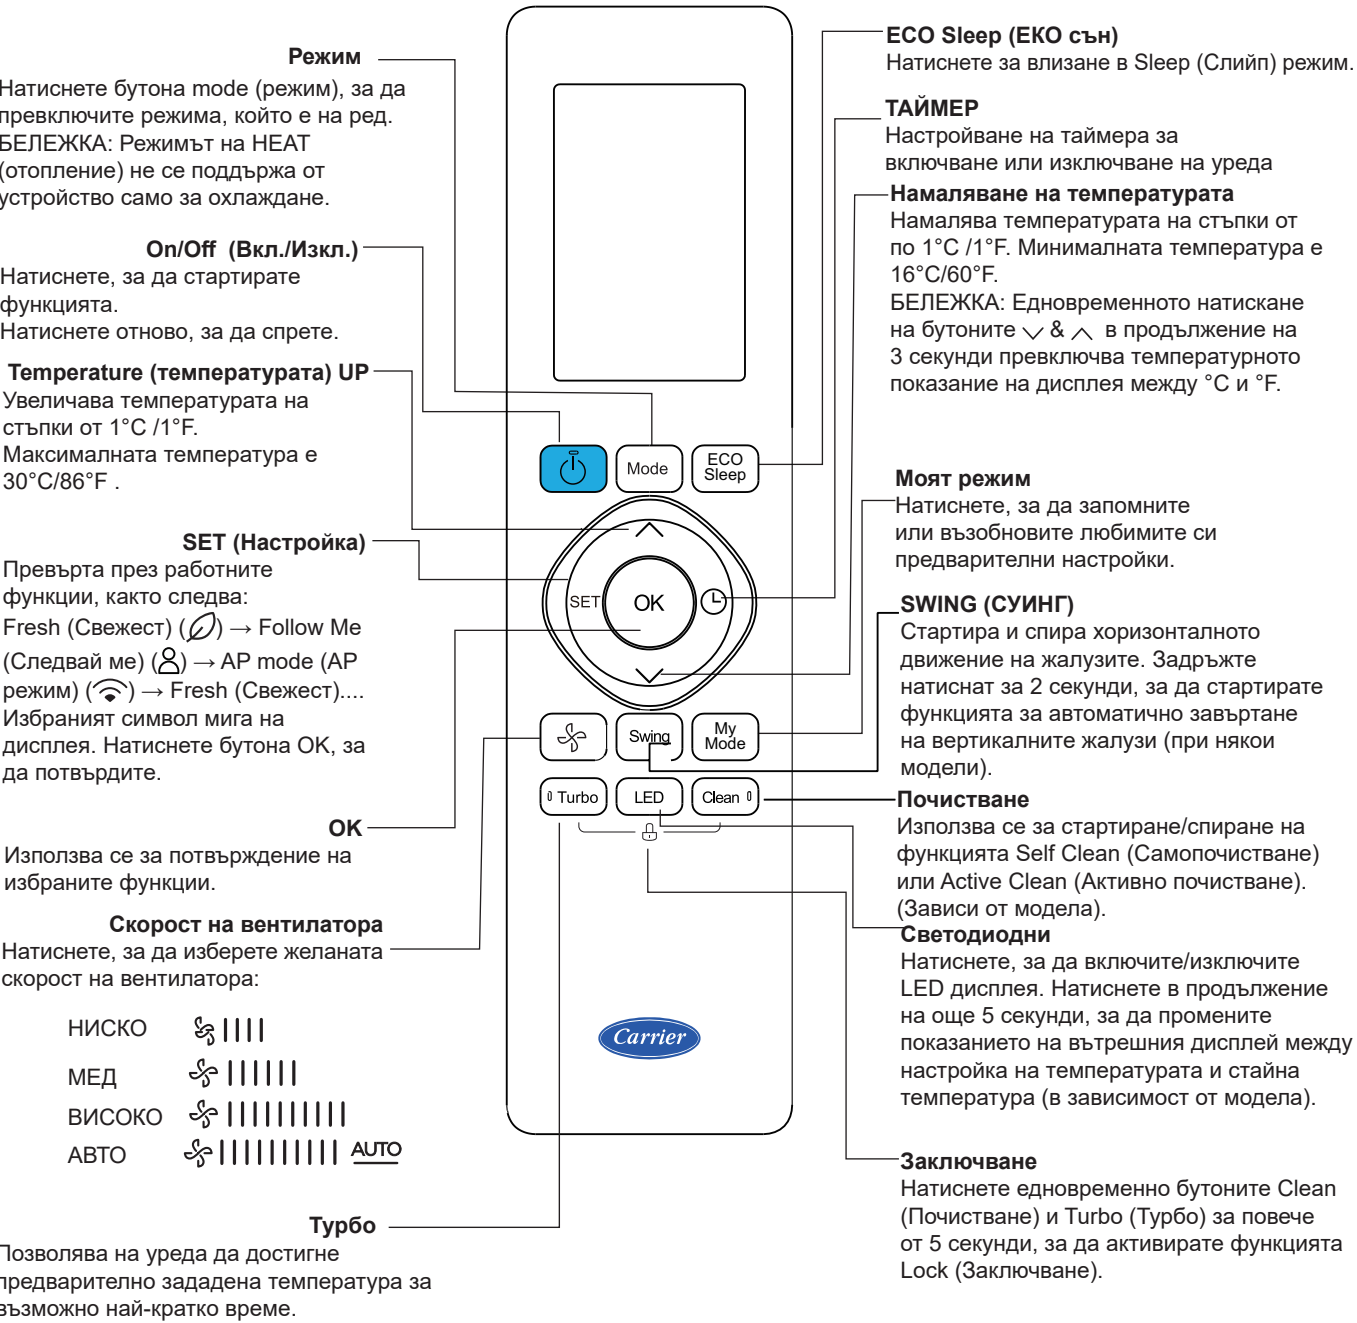 Режим
Натиснете бутона mode (режим), за да
превключите режима, който е на ред.
БЕЛЕЖКА: Режимът на HEAT
(отопление) не се поддържа от
устройство само за охлаждане.
On/Off (Вкл./Изкл.)
Натиснете, за да стартирате
функцията.
Натиснете отново, за да спрете.
Temperature (температурата) UP
Увеличава температурата на
стъпки от 1°C /1°F.
Максималната температура е
30°C/86°F .
SET (Настройка)
Превърта през работните
функции, както следва:
Fresh (Свежест) ( ) → Follow Me
(Следвай ме) ( ) → AP mode (AP
режим) ( ) → Fresh (Свежест)....
Избраният символ мига на
дисплея. Натиснете бутона OK, за
да потвърдите.
OK
Използва се за потвърждение на
избраните функции.
Скорост на вентилатора
Натиснете, за да изберете желаната
скорост на вентилатора:
НИСКО
МЕД
ВИСОКО
АВТО AUTO
Турбо
Позволява на уреда да достигне
предварително зададена температура за
възможно най-кратко време.
Mode
ECO
Sleep
SET
OK
Swing
My
Mode
Turbo
LED
Clean
Carrier
ECO Sleep (ЕКО сън)
Натиснете за влизане в Sleep (Слийп) режим.
ТАЙМЕР
Настройване на таймера за
включване или изключване на уреда
Намаляване на температурата
Намалява температурата на стъпки от
по 1°C /1°F. Минималната температура е
16°C/60°F.
БЕЛЕЖКА: Едновременното натискане
на бутоните ﹀ & ︿ в продължение на
3 секунди превключва температурното
показание на дисплея между °C и °F.
Моят режим
Натиснете, за да запомните
или възобновите любимите си
предварителни настройки.
SWING (СУИНГ)
Стартира и спира хоризонталното
движение на жалузите. Задръжте
натиснат за 2 секунди, за да стартирате
функцията за автоматично завъртане
на вертикалните жалузи (при някои
модели).
Почистване
Използва се за стартиране/спиране на
функцията Self Clean (Самопочистване)
или Active Clean (Активно почистване).
(Зависи от модела).
Светодиодни
Натиснете, за да включите/изключите
LED дисплея. Натиснете в продължение
на още 5 секунди, за да промените
показанието на вътрешния дисплей между
настройка на температурата и стайна
температура (в зависимост от модела).
Заключване
Натиснете едновременно бутоните Clean
(Почистване) и Turbo (Турбо) за повече
от 5 секунди, за да активирате функцията
Lock (Заключване).